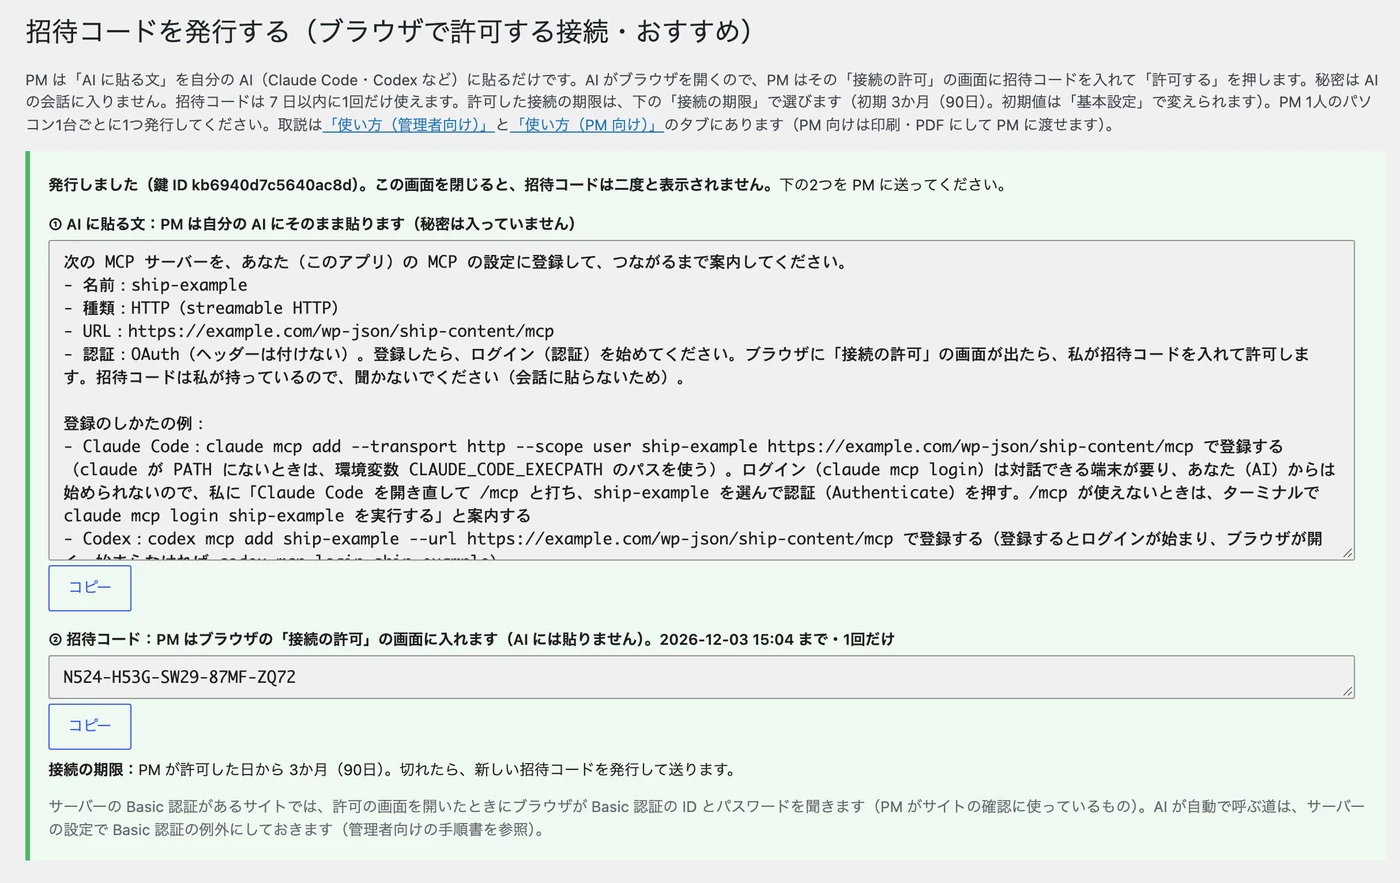 招待コードを発行する（ブラウザで許可する接続・おすすめ）
PM は「AI に貼る文」を自分の AI（Claude Code・Codex など）に貼るだけです。AI がブラウザを開くので、PM はその「接続の許可」の画面に招待コードを入れて「許可する」を押します。秘密は AI
の会話に入りません。招待コードは 7 日以内に1回だけ使えます。許可した接続の期限は、下の「接続の期限」で選びます（初期 3か月（90日）。初期値は「基本設定」で変えられます）。PM 1人のパソ
コン1台ごとに1つ発行してください。取説は「使い方（管理者向け）」と「使い方（PM 向け）」のタブにあります（PM 向けは印刷・PDF にして PM に渡せます）。
発行しました（鍵 ID kb6940d7c5640ac8d）。この画面を閉じると、招待コードは二度と表示されません。下の2つを PM に送ってください。
① AI に貼る文：PM は自分の AI にそのまま貼ります（秘密は入っていません）
次の MCP サーバーを、あなた（このアプリ）の MCP の設定に登録して、つながるまで案内してください。
- 名前：ship-example
- 種類：HTTP（streamable HTTP）
- URL：https://example.com/wp-json/ship-content/mcp
- 認証：OAuth（ヘッダーは付けない）。登録したら、ログイン（認証）を始めてください。ブラウザに「接続の許可」の画面が出たら、私が招待コードを入れて許可しま
す。招待コードは私が持っているので、聞かないでください（会話に貼らないため）。
登録のしかたの例：
- Claude Code：claude mcp add --transport http --scope user ship-example https://example.com/wp-json/ship-content/mcp で登録する
（claude が PATH にないときは、環境変数 CLAUDE_CODE_EXECPATH のパスを使う）。ログイン（claude mcp login）は対話できる端末が要り、あなた（AI）からは
始められないので、私に「Claude Code を開き直して /mcp と打ち、ship-example を選んで認証（Authenticate）を押す。/mcp が使えないときは、ターミナルで
claude mcp login ship-example を実行する」と案内する
- Codex：codex mcp add ship-example --url https://example.com/wp-json/ship-content/mcp で登録する（登録するとログインが始まり、ブラウザが開
く。始まらなければ codex mcp login ship-example）
コピー
② 招待コード：PM はブラウザの「接続の許可」の画面に入れます（AI には貼りません）。2026-12-03 15:04 まで・1回だけ
N524-H53G-SW29-87MF-ZQ72
コピー
接続の期限：PM が許可した日から 3か月（90日）。切れたら、新しい招待コードを発行して送ります。
サーバーの Basic 認証があるサイトでは、許可の画面を開いたときにブラウザが Basic 認証の ID とパスワードを聞きます（PM がサイトの確認に使っているもの）。AI が自動で呼ぶ道は、サーバー
の設定で Basic 認証の例外にしておきます（管理者向けの手順書を参照）。